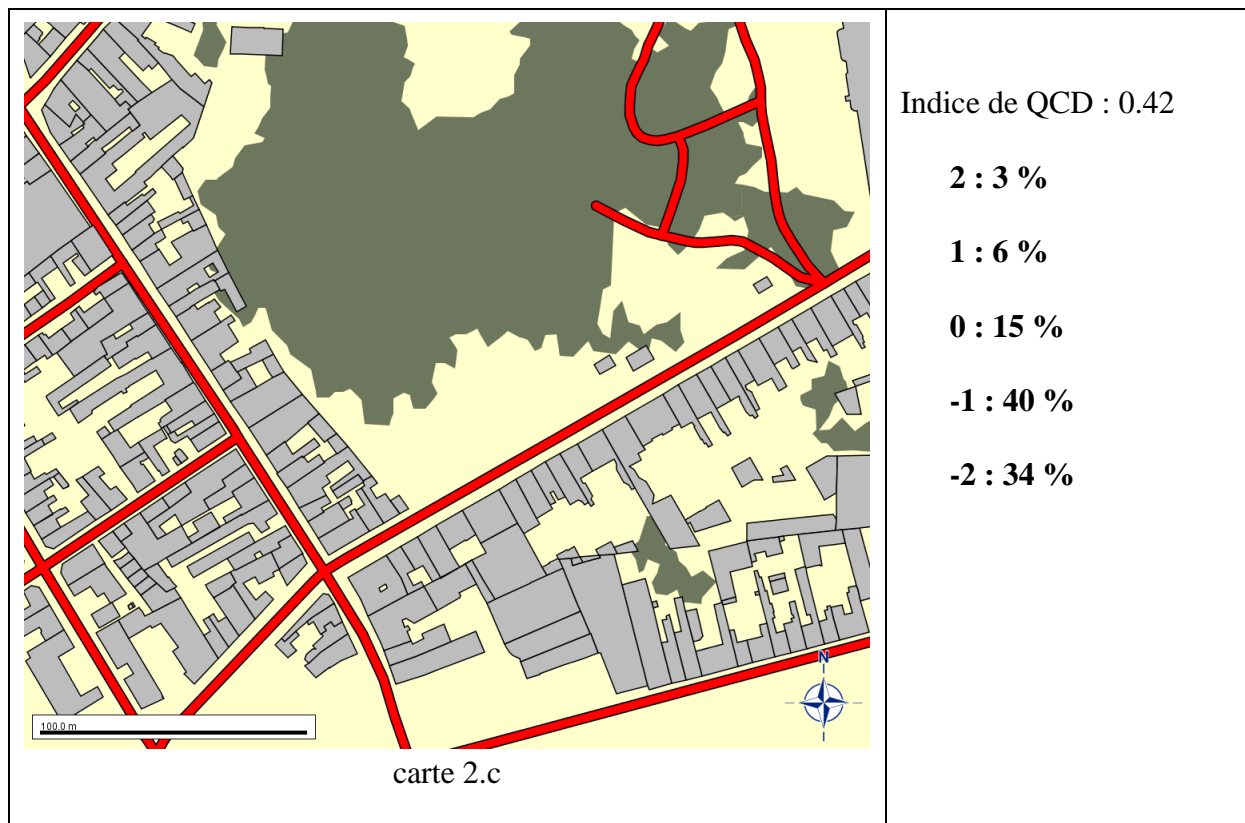 Indice de QCD : 0.42
2 : 3 %
1 : 6 %
0 : 15 %
-1 : 40 %
-2 : 34 %
N
100.0 m
carte 2.c